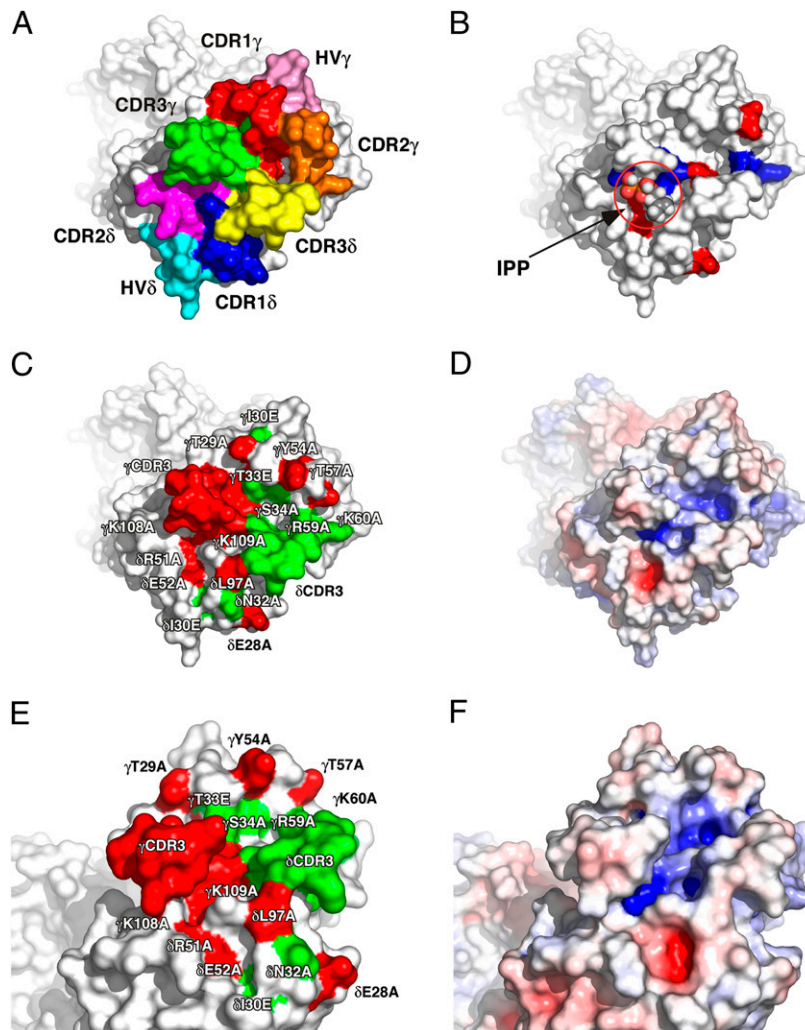 A
CDR1γ
HVγ
CDR3γ
CDR2γ
CDR2δ
CDR3δ
HVδ
CDR1δ
B
IPP
C
γI30E
γT29A
γY54A
γCDR3
γT33E
γT57A
γS34A
γK108A
γR59A
γK60A
γK109A
δR51A
δE52A
δL97A
δN32A
δCDR3
δI30E
δE28A
D
E
γY54A
γT29A
γT57A
γT33E
γK60A
γS34A
γR59A
γCDR3
δCDR3
γK109A
γK108A
δL97A
δR51A
δE52A
δN32A
δI30E
δE28A
F